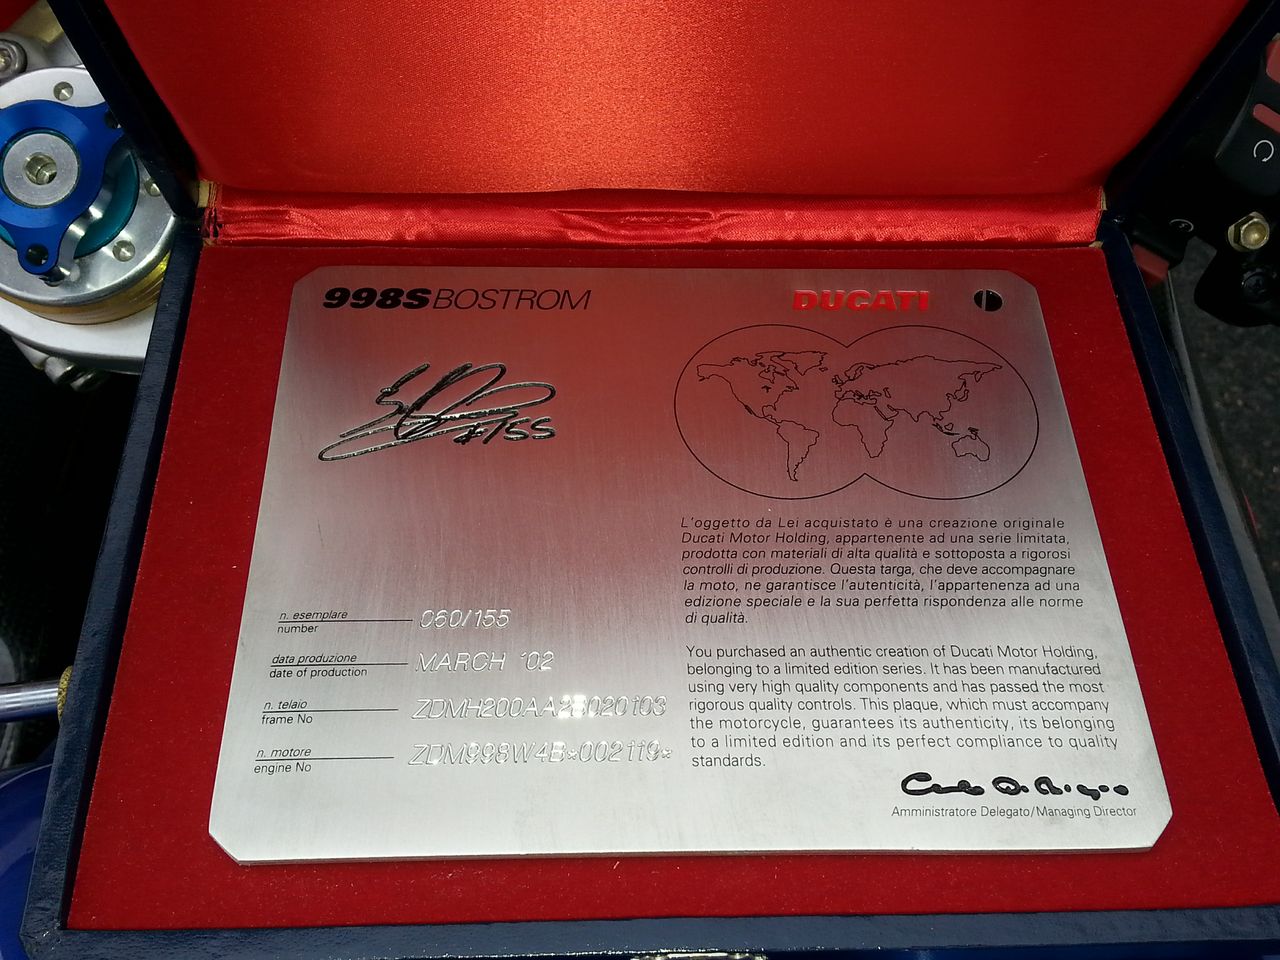 998S BOSTROM
DUCATI
#155
L'oggetto da Lei acquistato è una creazione originale
Ducati Motor Holding, appartenente ad una serie limitata,
prodotta con materiali di alta qualità e sottoposta a rigorosi
controlli di produzione. Questa targa, che deve accompagnare
la moto, ne garantisce l'autenticità, l'appartenenza ad una
edizione speciale e la sua perfetta rispondenza alle norme
di qualità.
n. esemplare
number
060/155
data produzione
date of production
MARCH '02
n. telaio
frame No
ZDMH200AA2B020103
n. motore
engine No
ZDM998W4B*002119*
You purchased an authentic creation of Ducati Motor Holding,
belonging to a limited edition series. It has been manufactured
using very high quality components and has passed the most
rigorous quality controls. This plaque, which must accompany
the motorcycle, guarantees its authenticity, its belonging
to a limited edition and its perfect compliance to quality
standards.
Amministratore Delegato/Managing Director